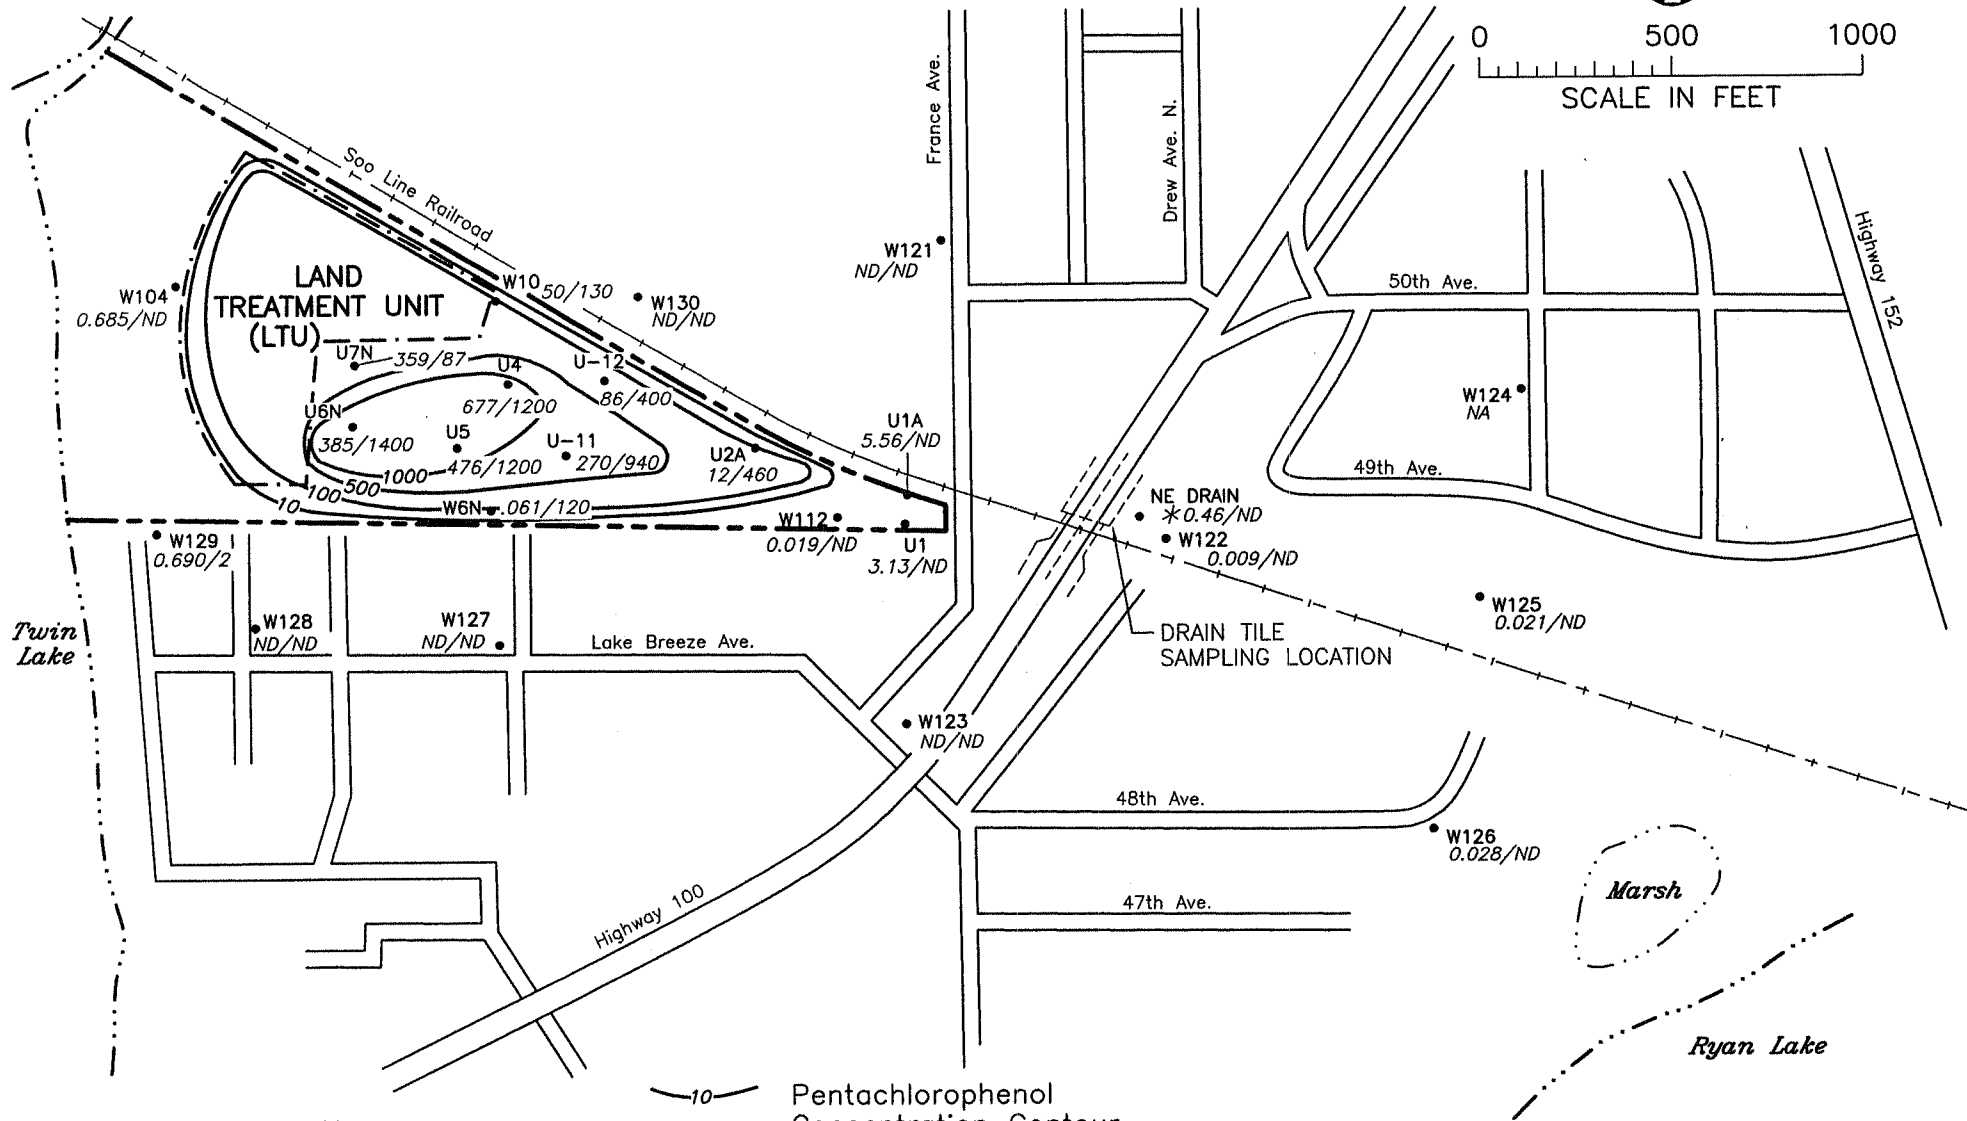 0 500 1000
SCALE IN FEET
France Ave.
Drew Ave. N.
Soo Line Railroad
Highway 152
W121
ND/ND
LAND
TREATMENT UNIT
(LTU)
W104
0.685/ND
W10 50/130
W130
ND/ND
50th Ave.
U7N
359/87
U4
677/1200
U-12
86/400
W124
NA
U6N
385/1400
U5
476/1200
U-11
270/940
U2A
12/460
U1A
5.56/ND
49th Ave.
1000
500
100
10
W6N .061/120
W112
0.019/ND
U1
3.13/ND
NE DRAIN
*0.46/ND
W122
0.009/ND
W129
0.690/2
W125
0.021/ND
W128
ND/ND
W127
ND/ND
Lake Breeze Ave.
Twin
Lake
DRAIN TILE
SAMPLING LOCATION
W123
ND/ND
48th Ave.
W126
0.028/ND
Marsh
47th Ave.
Highway 100
Ryan Lake
10 Pentachlorophenol
Concentration Contour